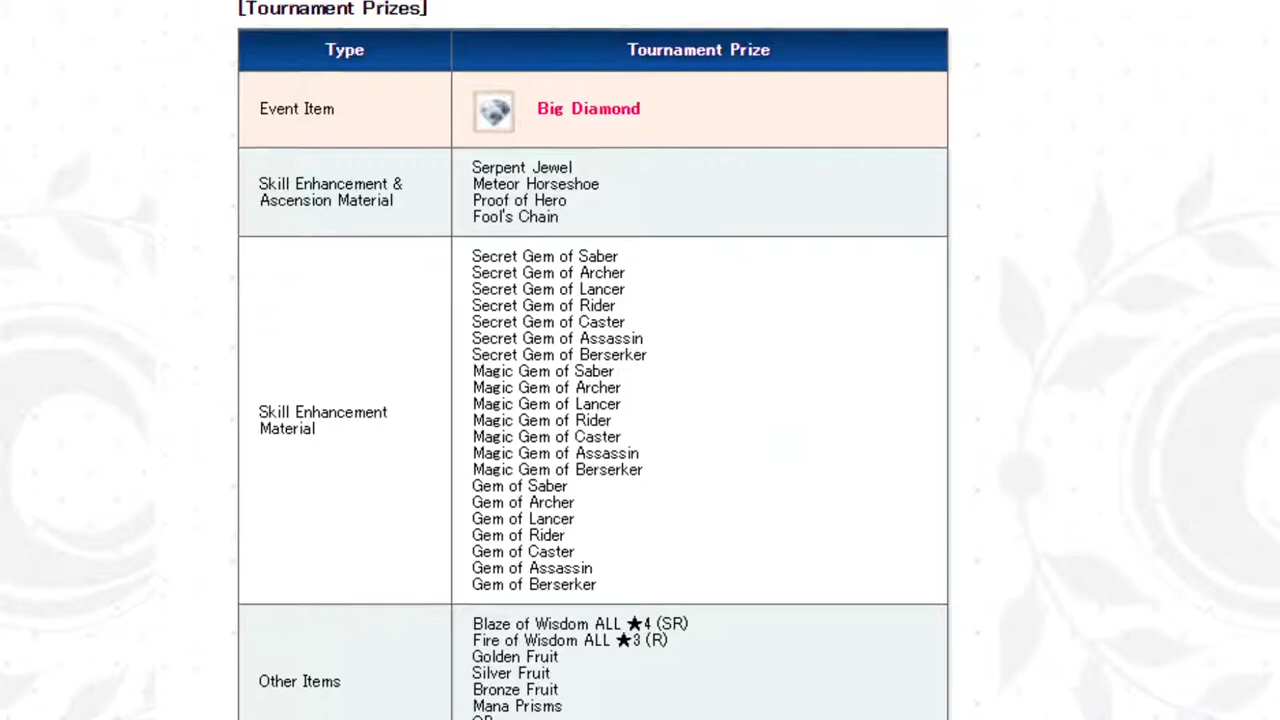 [Tournament Prizes]
Type
Tournament Prize
Event Item
Big Diamond
Skill Enhancement &
Ascension Material
Serpent Jewel
Meteor Horseshoe
Proof of Hero
Fool's Chain
Skill Enhancement
Material
Secret Gem of Saber
Secret Gem of Archer
Secret Gem of Lancer
Secret Gem of Rider
Secret Gem of Caster
Secret Gem of Assassin
Secret Gem of Berserker
Magic Gem of Saber
Magic Gem of Archer
Magic Gem of Lancer
Magic Gem of Rider
Magic Gem of Caster
Magic Gem of Assassin
Magic Gem of Berserker
Gem of Saber
Gem of Archer
Gem of Lancer
Gem of Rider
Gem of Caster
Gem of Assassin
Gem of Berserker
Other Items
Blaze of Wisdom ALL ★4 (SR)
Fire of Wisdom ALL ★3 (R)
Golden Fruit
Silver Fruit
Bronze Fruit
Mana Prisms